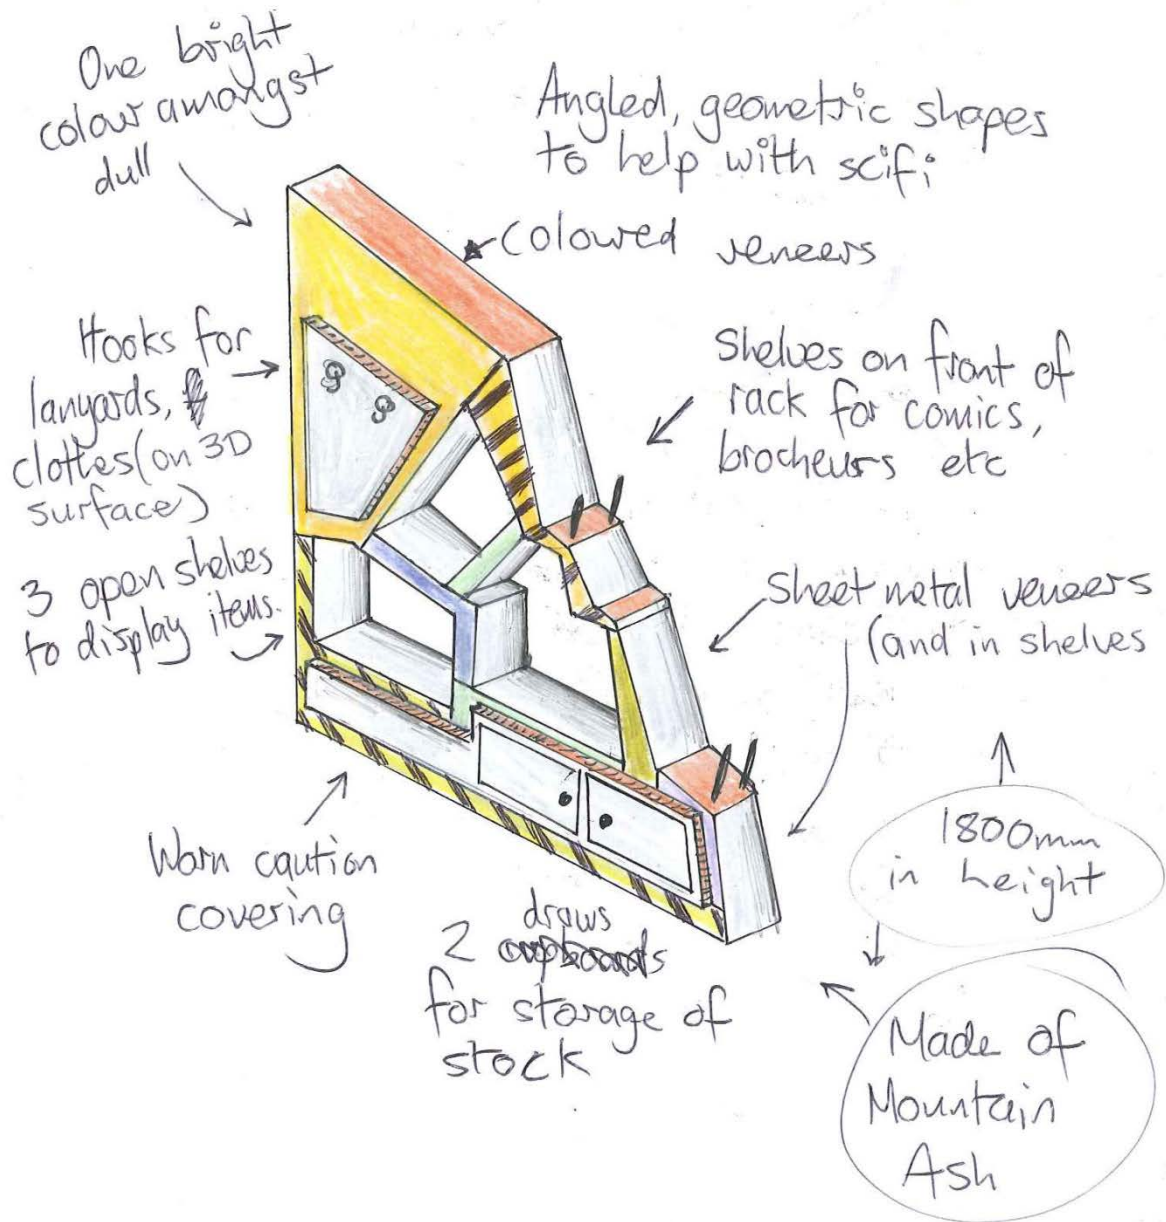 One bright
colour amongst
dull
Angled, geometric shapes
to help with scifi
coloured veneers
Hooks for
lanyards,
clothes (on 3D
surface)
Shelves on front of
rack for comics,
brocheurs etc
3 open shelves
to display items.
Sheet metal veneers
(and in shelves
Worn caution
covering
draws
2 cupboards
for storage of
stock
1800mm
in height
Made of
Mountain
Ash